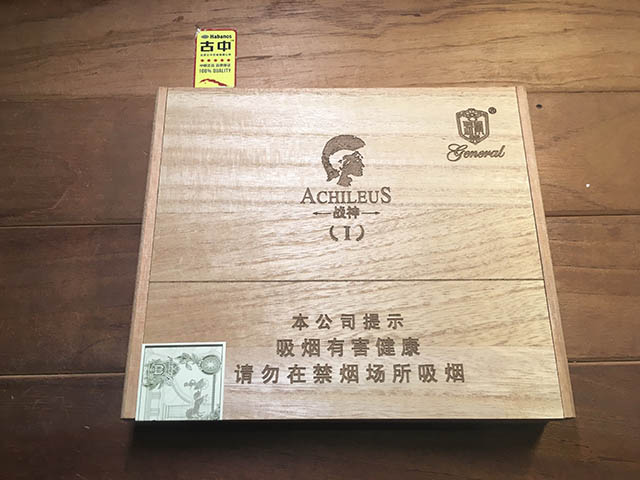 Habanos
古中
100% QUALITY
General
ACHILEUS
战神
(I)
本公司提示
吸烟有害健康
请勿在禁烟场所吸烟